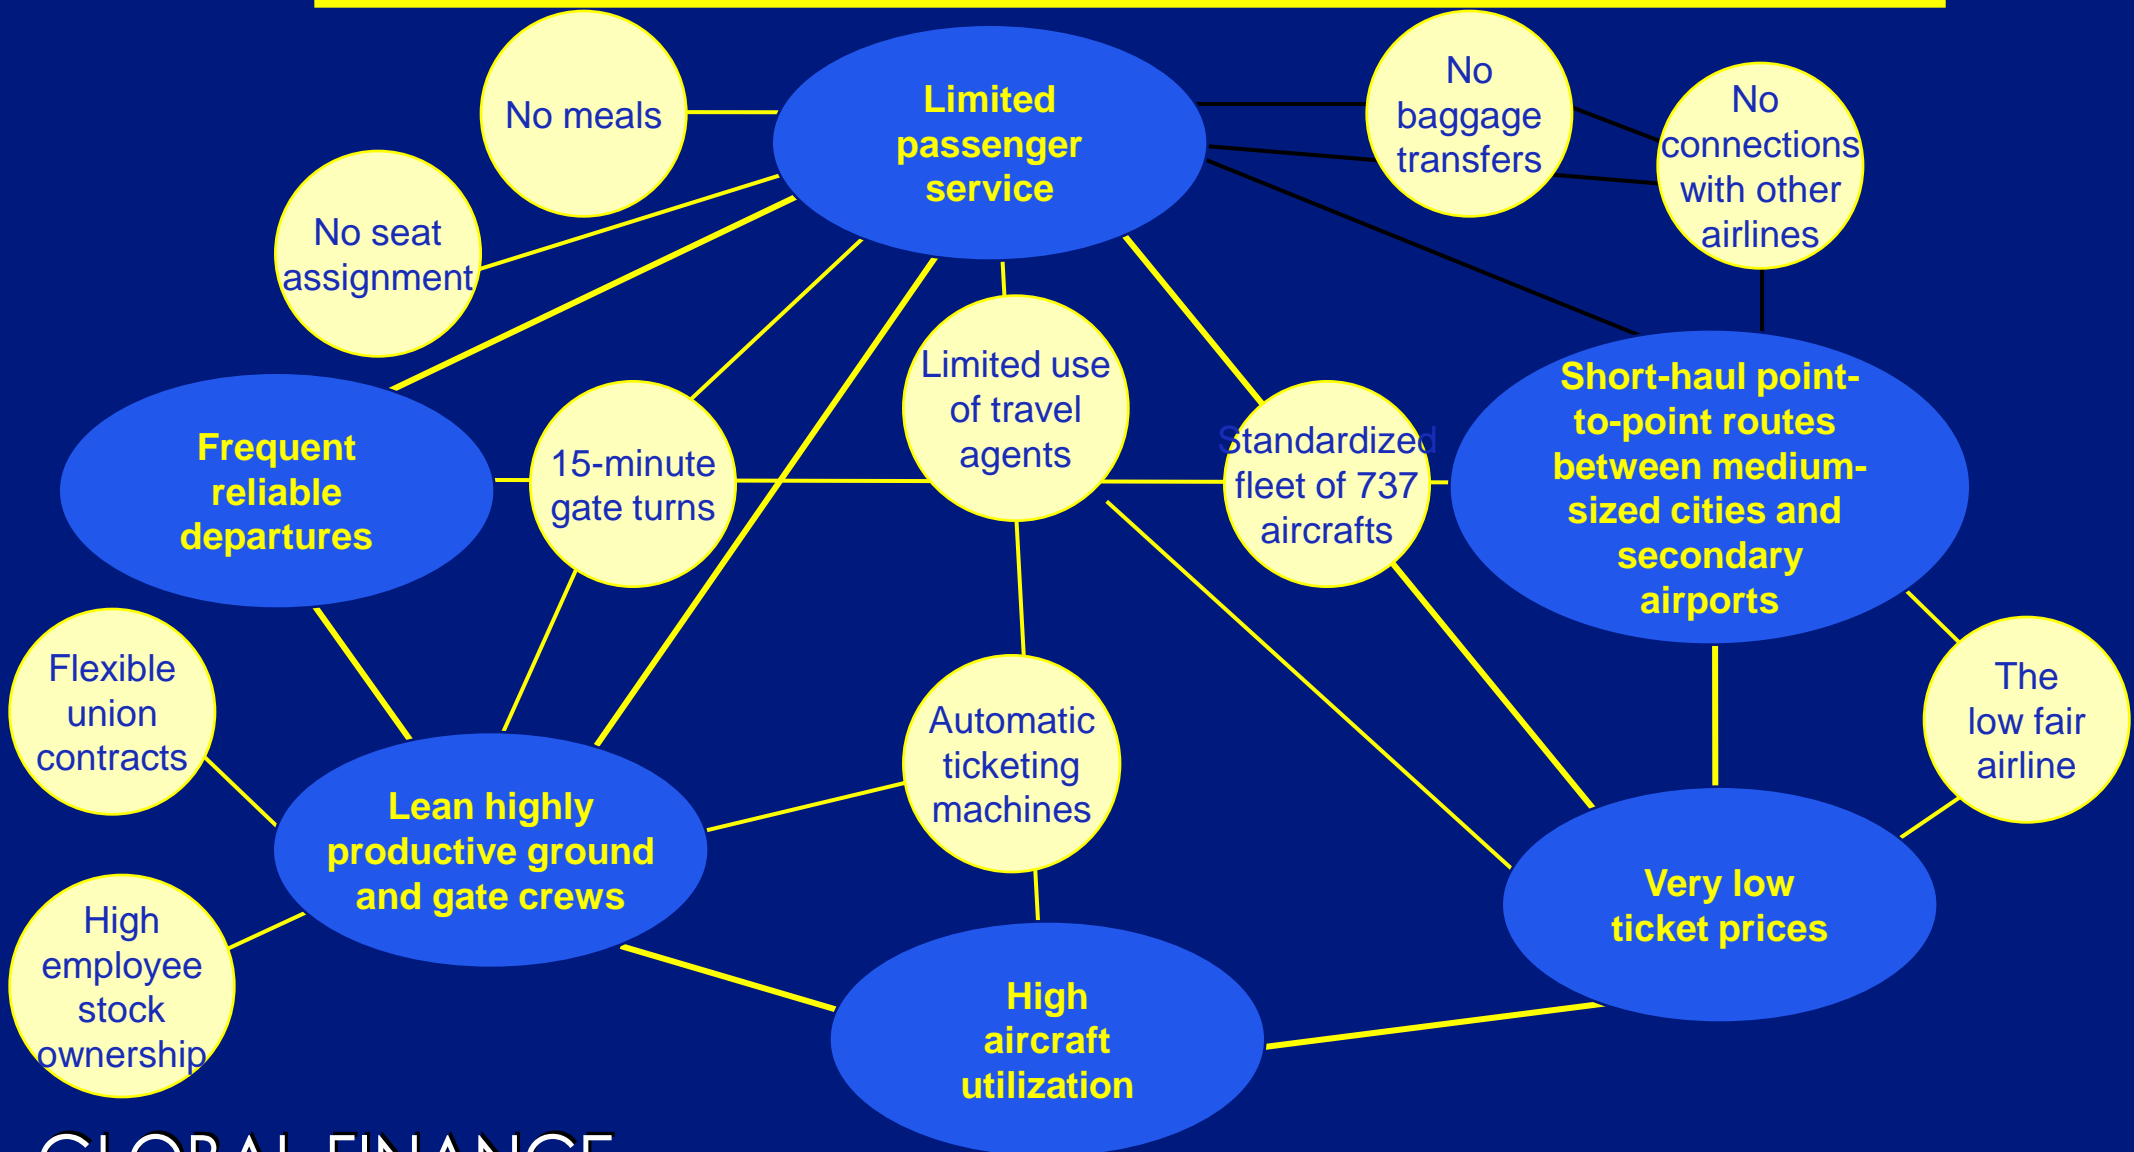 No meals
Limited
passenger
service
No
baggage
transfers
No
connections
with other
airlines
No seat
assignment
Limited use
of travel
agents
Frequent
reliable
departures
15-minute
gate turns
Standardized
fleet of 737
aircrafts
Short-haul point-
to-point routes
between medium-
sized cities and
secondary
airports
Flexible
union
contracts
Lean highly
productive ground
and gate crews
Automatic
ticketing
machines
The
low fair
airline
High
employee
stock
ownership
High
aircraft
utilization
Very low
ticket prices
GLOBAL FINANCE